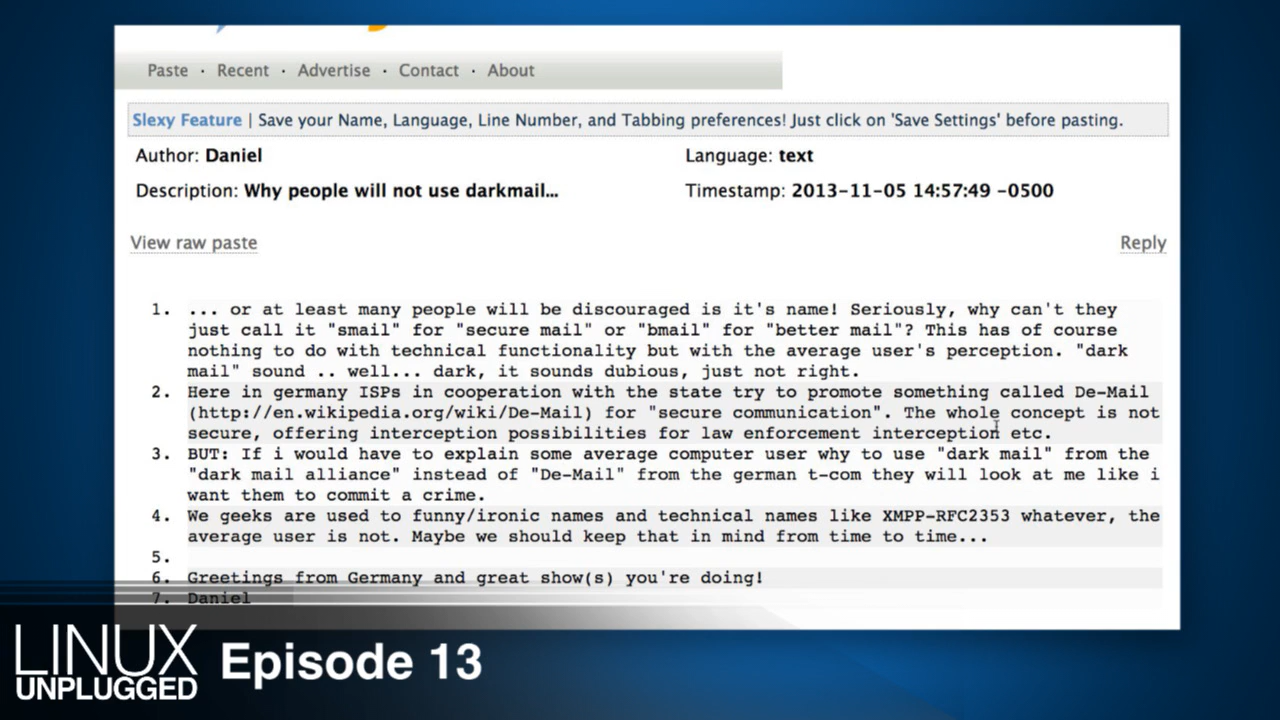 Paste · Recent · Advertise · Contact · About
Slexy Feature | Save your Name, Language, Line Number, and Tabbing preferences! Just click on 'Save Settings' before pasting.
Author: Daniel
Language: text
Description: Why people will not use darkmail...
Timestamp: 2013-11-05 14:57:49 -0500
View raw paste
Reply
1. ... or at least many people will be discouraged is it's name! Seriously, why can't they
just call it "smail" for "secure mail" or "bmail" for "better mail"? This has of course
nothing to do with technical functionality but with the average user's perception. "dark
mail" sound .. well... dark, it sounds dubious, just not right.
2. Here in germany ISPs in cooperation with the state try to promote something called De-Mail
(http://en.wikipedia.org/wiki/De-Mail) for "secure communication". The whole concept is not
secure, offering interception possibilities for law enforcement interception etc.
3. BUT: If i would have to explain some average computer user why to use "dark mail" from the
"dark mail alliance" instead of "De-Mail" from the german t-com they will look at me like i
want them to commit a crime.
4. We geeks are used to funny/ironic names and technical names like XMPP-RFC2353 whatever, the
average user is not. Maybe we should keep that in mind from time to time...
5.
6. Greetings from Germany and great show(s) you're doing!
7. Daniel
LINUX
UNPLUGGED
Episode 13